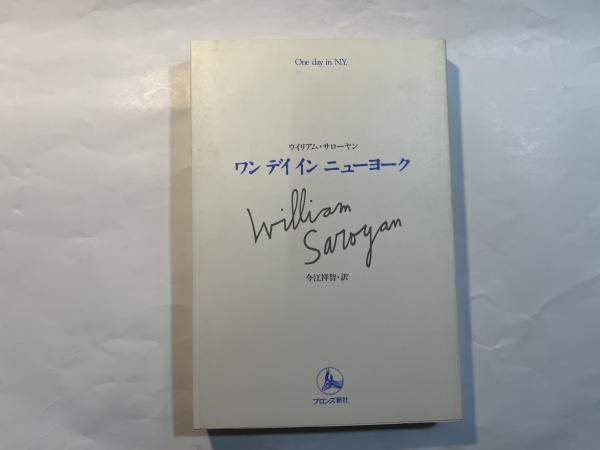 One day in N.Y.
ウイリアム・サローヤン
ワン デイ イン ニューヨーク
William
Saroyan
今江祥智・訳
ブロンズ新社